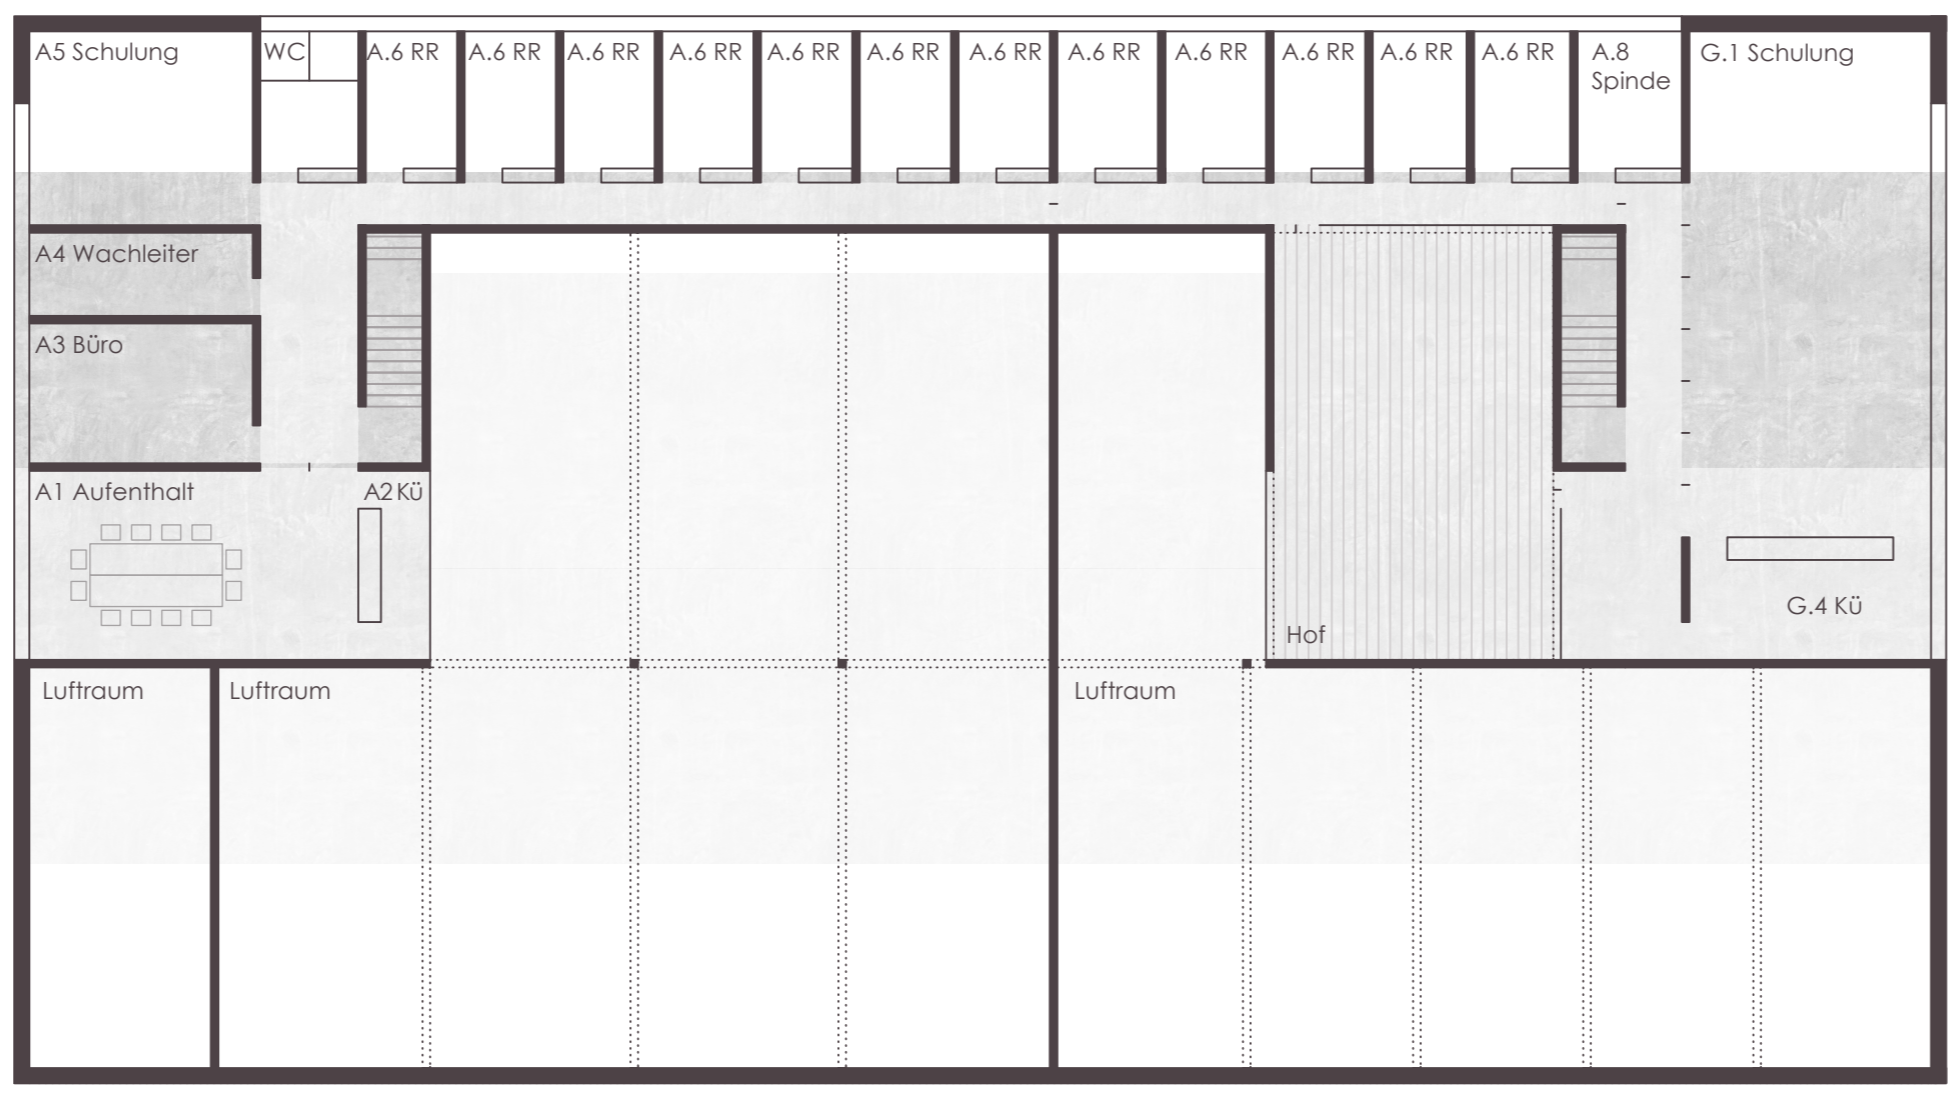 A5 Schulung
WC
A.6 RR
A.6 RR
A.6 RR
A.6 RR
A.6 RR
A.6 RR
A.6 RR
A.6 RR
A.6 RR
A.6 RR
A.6 RR
A.6 RR
A.8
Spinde
G.1 Schulung
A4 Wachleiter
A3 Büro
A1 Aufenthalt
A2 Kü
G.4 Kü
Hof
Luftraum
Luftraum
Luftraum